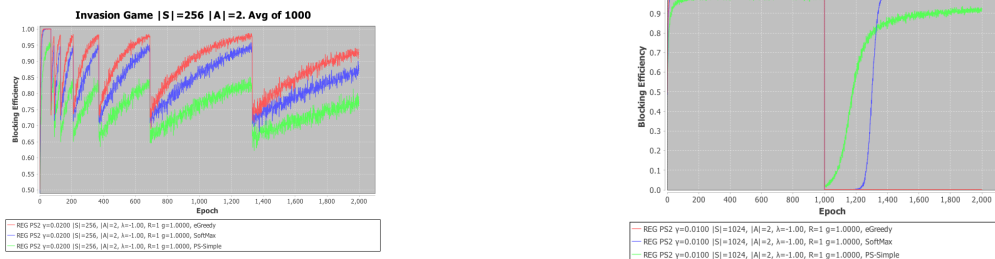 Invasion Game |S|=256 |A|=2. Avg of 1000
1.00
0.95
0.90
0.85
0.80
0.75
0.70
0.65
0.60
0.55
0.50
Blocking Efficiency
0 200 400 600 800 1,000 1,200 1,400 1,600 1,800 2,000
Epoch
REG PS2 γ=0.0200 |S|=256, |A|=2, λ=-1.00, R=1 g=1.0000, eGreedy
REG PS2 γ=0.0200 |S|=256, |A|=2, λ=-1.00, R=1 g=1.0000, SoftMax
REG PS2 γ=0.0200 |S|=256, |A|=2, λ=-1.00, R=1 g=1.0000, PS-Simple
0.9
0.8
0.7
0.6
0.5
0.4
0.3
0.2
0.1
0.0
Blocking Efficiency
0 200 400 600 800 1,000 1,200 1,400 1,600 1,800 2,000
Epoch
REG PS2 γ=0.0100 |S|=1024, |A|=2, λ=-1.00, R=1 g=1.0000, eGreedy
REG PS2 γ=0.0100 |S|=1024, |A|=2, λ=-1.00, R=1 g=1.0000, SoftMax
REG PS2 γ=0.0100 |S|=1024, |A|=2, λ=-1.00, R=1 g=1.0000, PS-Simple